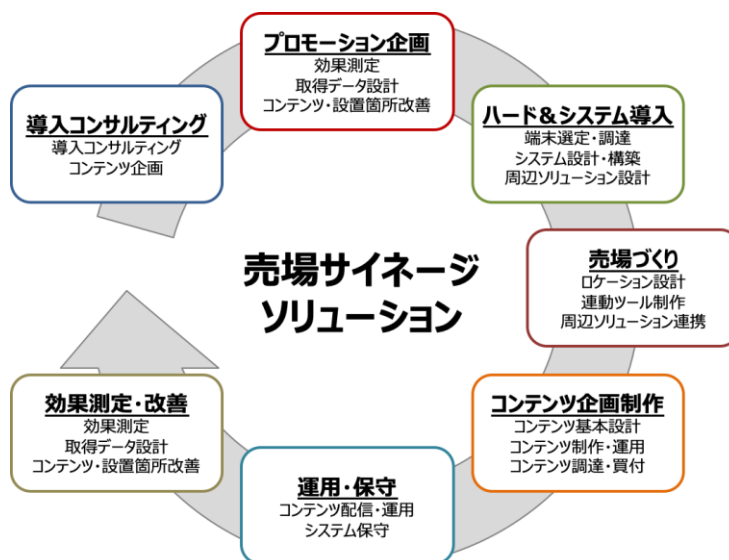 プロモーション企画
効果測定
取得データ設計
コンテンツ・設置箇所改善
導入コンサルティング
導入コンサルティング
コンテンツ企画
ハード&システム導入
端末選定・調達
システム設計・構築
周辺ソリューション設計
売場サイネージ
ソリューション
売場づくり
ロケーション設計
連動ツール制作
周辺ソリューション連携
コンテンツ企画制作
コンテンツ基本設計
コンテンツ制作・運用
コンテンツ調達・買付
運用・保守
コンテンツ配信・運用
システム保守
効果測定・改善
効果測定
取得データ設計
コンテンツ・設置箇所改善